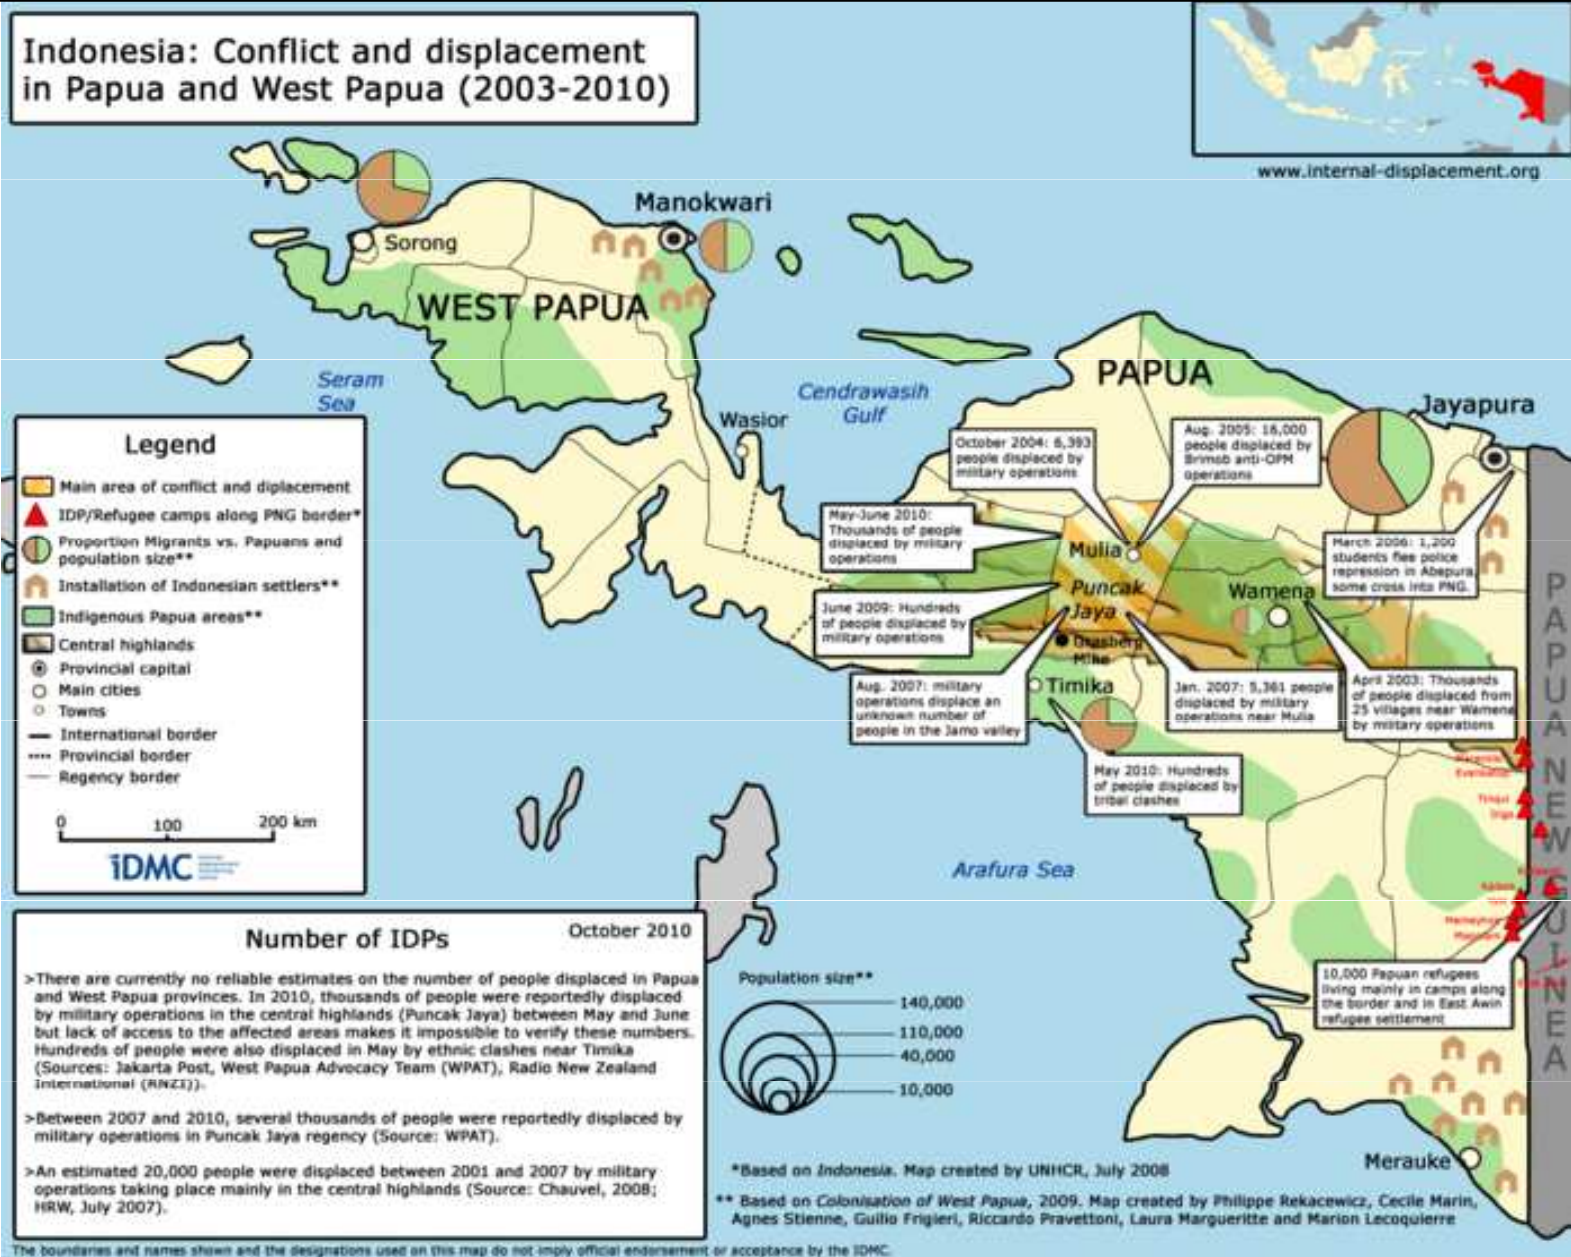 Indonesia: Conflict and displacement
in Papua and West Papua (2003-2010)
www.internal-displacement.org
Manokwari
Sorong
WEST PAPUA
Seram
Sea
Cendrawasih
Gulf
PAPUA
Jayapura
Wasior
October 2004: 6,393
people displaced by
military operations
Aug. 2005: 16,000
people displaced by
Brimob anti-OPM
operations
May-June 2010:
Thousands of people
displaced by military
operations
March 2006: 1,200
students flee police
repression in Abepura,
some cross into PNG.
Mulia
Puncak
Jaya
Wamena
June 2009: Hundreds
of people displaced by
military operations
Grasberg
Mike
Timika
Aug. 2007: military
operations displace an
unknown number of
people in the Jamo valley
Jan. 2007: 5,361 people
displaced by military
operations near Mulia
April 2003: Thousands
of people displaced from
25 villages near Wamena
by military operations
May 2010: Hundreds
of people displaced by
tribal clashes
PAPUA NEW GUINEA
Arafura Sea
10,000 Papuan refugees
living mainly in camps along
the border and in East Awin
refugee settlement
Merauke
Legend
Main area of conflict and diplacement
IDP/Refugee camps along PNG border*
Proportion Migrants vs. Papuans and
population size**
Installation of Indonesian settlers**
Indigenous Papua areas**
Central highlands
Provincial capital
Main cities
Towns
International border
Provincial border
Regency border
0 100 200 km
iDMC
Number of IDPs
October 2010
>There are currently no reliable estimates on the number of people displaced in Papua
and West Papua provinces. In 2010, thousands of people were reportedly displaced
by military operations in the central highlands (Puncak Jaya) between May and June
but lack of access to the affected areas makes it impossible to verify these numbers.
Hundreds of people were also displaced in May by ethnic clashes near Timika
(Sources: Jakarta Post, West Papua Advocacy Team (WPAT), Radio New Zealand
International (RNZI)).
>Between 2007 and 2010, several thousands of people were reportedly displaced by
military operations in Puncak Jaya regency (Source: WPAT).
>An estimated 20,000 people were displaced between 2001 and 2007 by military
operations taking place mainly in the central highlands (Source: Chauvel, 2008;
HRW, July 2007).
Population size**
140,000
110,000
40,000
10,000
*Based on Indonesia. Map created by UNHCR, July 2008
** Based on Colonisation of West Papua, 2009. Map created by Philippe Rekacewicz, Cecile Marin,
Agnes Stienne, Guilio Frigieri, Riccardo Pravettoni, Laura Margueritte and Marion Lecoquierre
The boundaries and names shown and the designations used on this map do not imply official endorsement or acceptance by the IDMC.